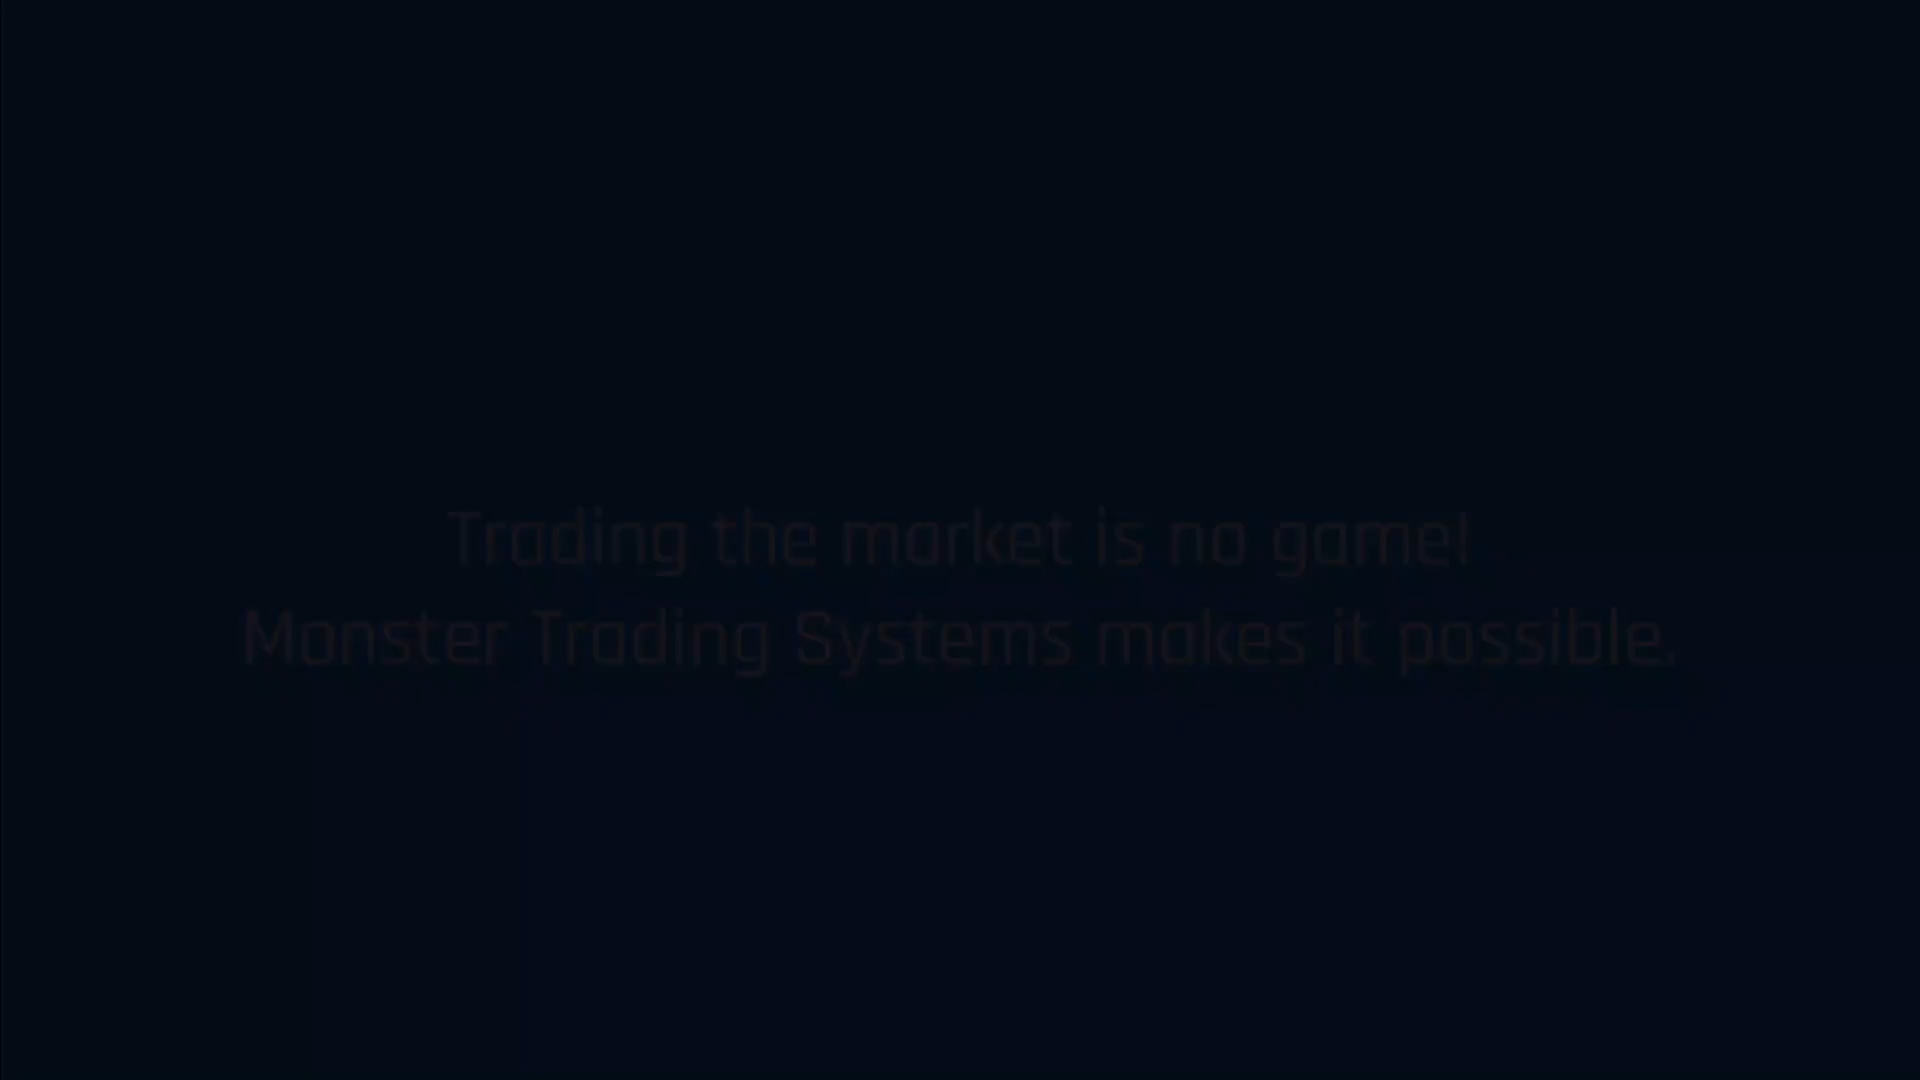 Trading the market is no game!
Monster Trading Systems makes it possible.